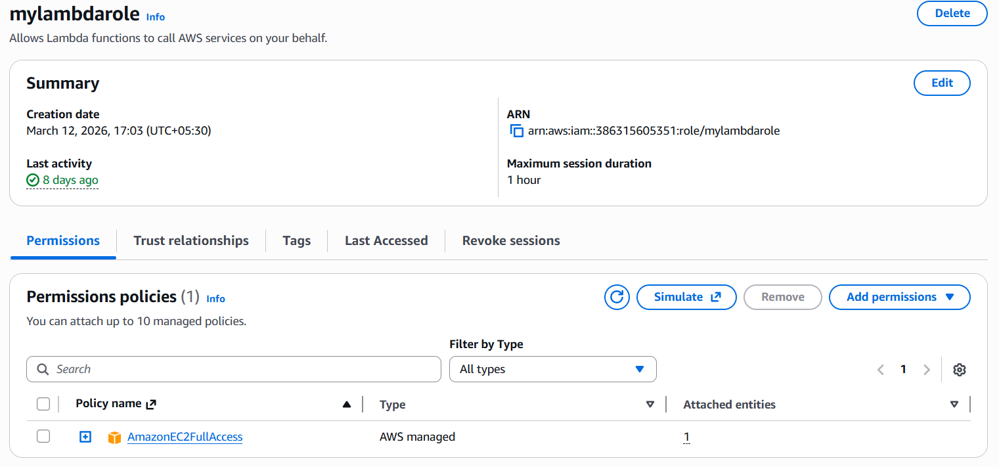 mylambdarole Info Delete
Allows Lambda functions to call AWS services on your behalf.
Summary Edit
Creation date
March 12, 2026, 17:03 (UTC+05:30)
ARN
arn:aws:iam::386315605351:role/mylambdarole
Last activity
8 days ago
Maximum session duration
1 hour
Permissions Trust relationships Tags Last Accessed Revoke sessions
Permissions policies (1) Info Simulate Remove Add permissions
You can attach up to 10 managed policies.
Filter by Type
Search All types 1
Policy name Type Attached entities
AmazonEC2FullAccess AWS managed 1